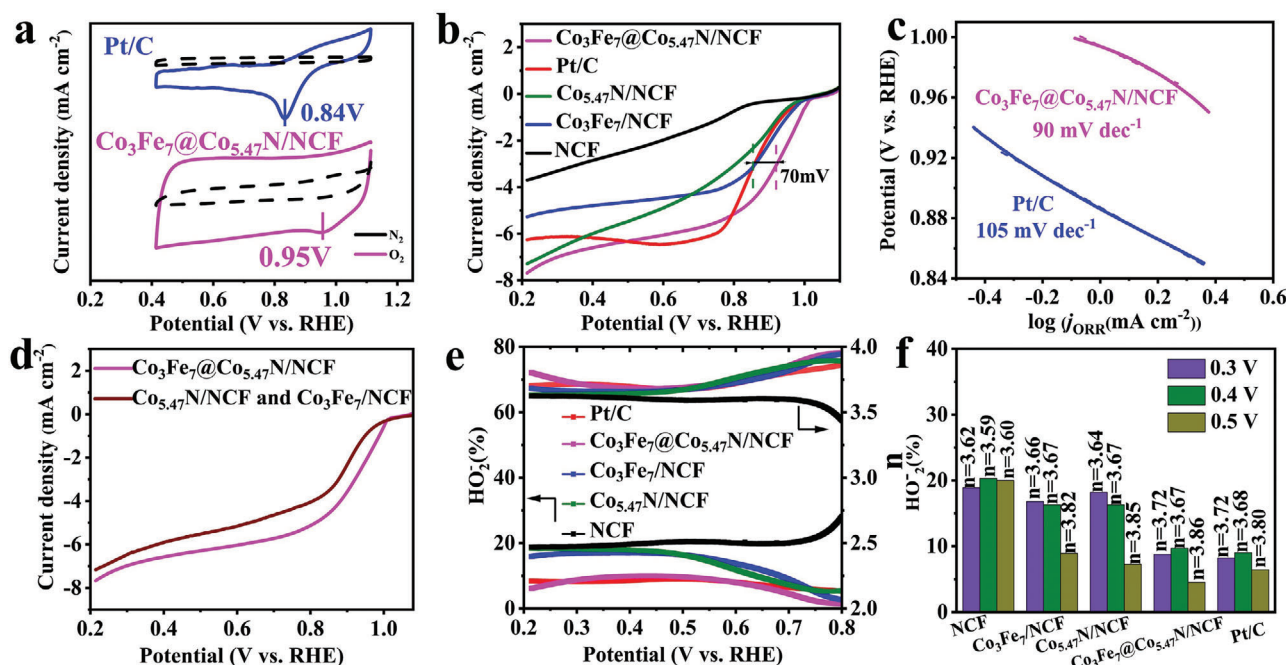 a
Pt/C
0.84V
Co₃Fe₇@Co₅.₄₇N/NCF
0.95V
N₂
O₂
Current density (mA cm⁻²)
0.2 0.4 0.6 0.8 1.0 1.2
Potential (V vs. RHE)
b
Co₃Fe₇@Co₅.₄₇N/NCF
Pt/C
Co₅.₄₇N/NCF
Co₃Fe₇/NCF
NCF
70mV
Current density (mA cm⁻²)
2
0
-2
-4
-6
-8
0.2 0.4 0.6 0.8 1.0
Potential (V vs. RHE)
c
Co₃Fe₇@Co₅.₄₇N/NCF
90 mV dec⁻¹
Pt/C
105 mV dec⁻¹
Potential (V vs. RHE)
1.00
0.96
0.92
0.88
0.84
-0.4 0.0 0.2 0.4 0.6
log (jORR(mA cm⁻²))
d
Co₃Fe₇@Co₅.₄₇N/NCF
Co₅.₄₇N/NCF and Co₃Fe₇/NCF
Current density (mA cm⁻²)
2
0
-2
-4
-6
-8
0.2 0.4 0.6 0.8 1.0
Potential (V vs. RHE)
e
Pt/C
Co₃Fe₇@Co₅.₄₇N/NCF
Co₃Fe₇/NCF
Co₅.₄₇N/NCF
NCF
HO₂⁻(%)
80
60
40
20
0
4.0
3.5
3.0
2.5
2.0
n
0.2 0.3 0.4 0.5 0.6 0.7 0.8
Potential (V vs. RHE)
f
0.3 V
0.4 V
0.5 V
HO₂⁻(%)
40
30
20
10
0
n=3.62
n=3.59
n=3.60
n=3.66
n=3.67
n=3.82
n=3.64
n=3.67
n=3.85
n=3.72
n=3.67
n=3.86
n=3.72
n=3.68
n=3.80
NCF
Co₃Fe₇/NCF
Co₅.₄₇N/NCF
Co₃Fe₇@Co₅.₄₇N/NCF
Pt/C